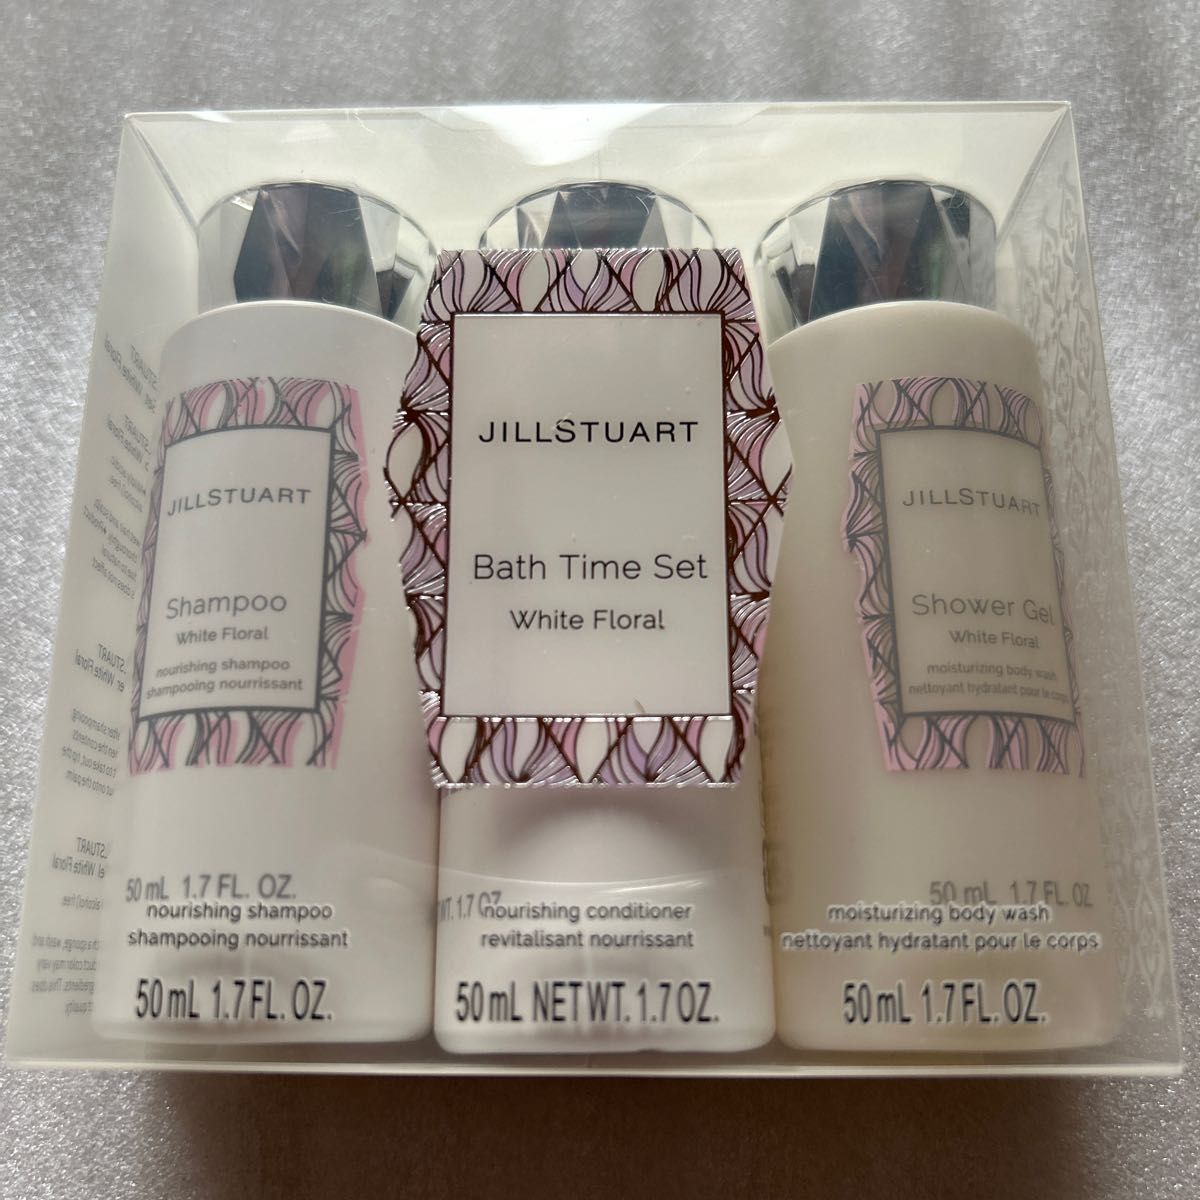 JILLSTUART
Bath Time Set
White Floral
JILLSTUART
Shampoo
White Floral
nourishing shampoo
shampooing nourrissant
50 mL 1.7 FL. OZ.
JILLSTUART
Shower Gel
White Floral
moisturizing body wash
nettoyant hydratant pour le corps
50 mL 1.7 FL. OZ
1.7 OZ
nourishing shampoo
shampooing nourrissant
50 mL 1.7 FL. OZ.
nourishing conditioner
revitalisant nourrissant
50 mL NET WT. 1.7 OZ.
moisturizing body wash
nettoyant hydratant pour le corps
50 mL 1.7 FL. OZ.